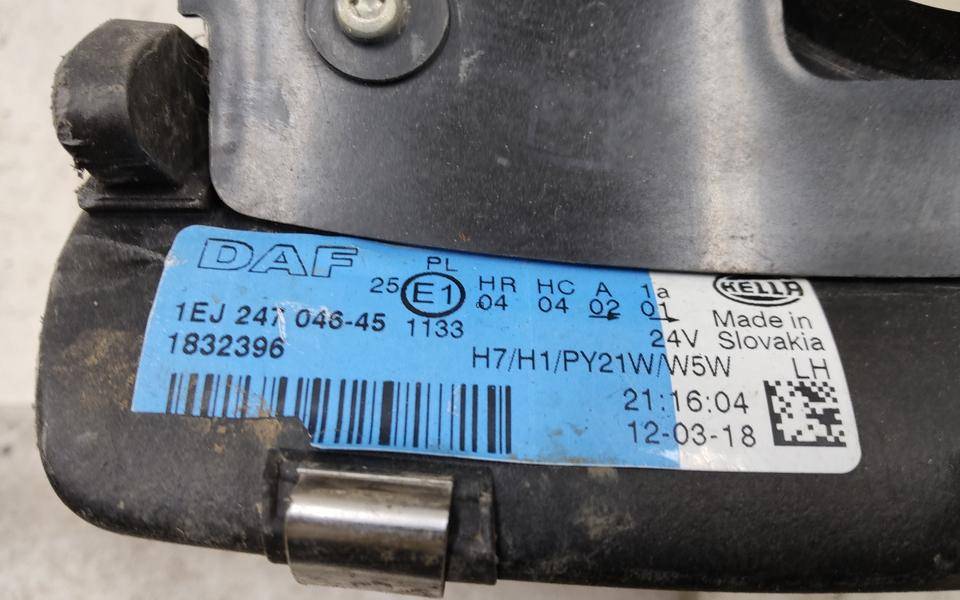 DAF
PL
25 E1 HR HC A 1a
04 04 02 01
1133
1EJ 247 046-45
1832396
HELLA
Made in
Slovakia
24V
H7/H1/PY21W/W5W
LH
21:16:04
12-03-18